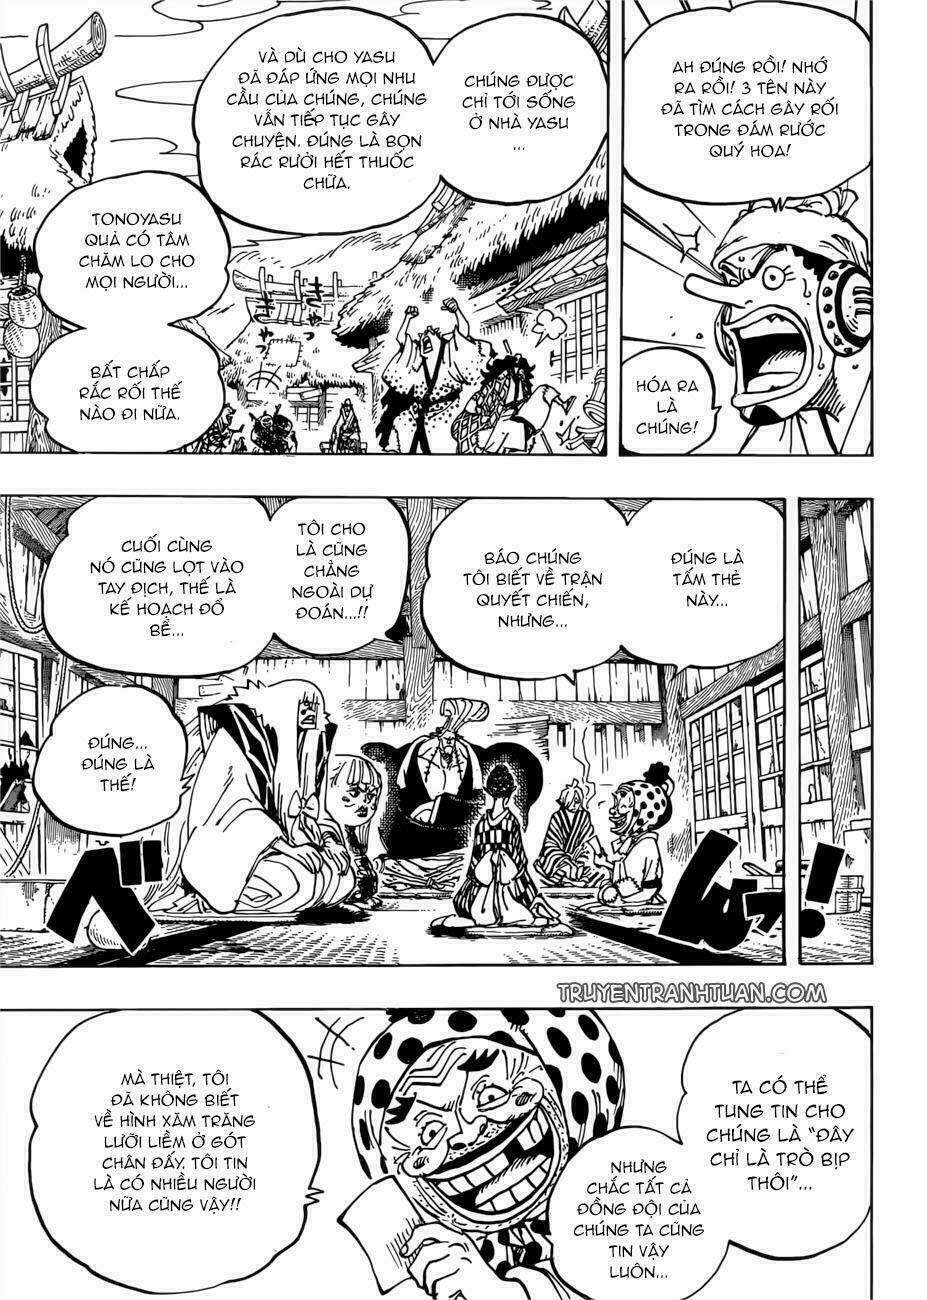 AH ĐÚNG RỒI! NHỚ
RA RỒI! 3 TÊN NÀY
ĐÃ TÌM CÁCH GÂY RỐI
TRONG ĐÁM RƯỚC
QUÝ HOA!
HÓA RA
LÀ
CHÚNG!
CHÚNG ĐƯỢC
CHỈ TỚI SỐNG
Ở NHÀ YASU
...
VÀ DÙ CHO YASU
ĐÃ ĐÁP ỨNG MỌI NHU
CẦU CỦA CHÚNG, CHÚNG
VẪN TIẾP TỤC GÂY
CHUYỆN. ĐÚNG LÀ BỌN
RÁC RƯỞI HẾT THUỐC
CHỮA.
TONOYASU
QUẢ CÓ TÂM
CHĂM LO CHO
MỌI NGƯỜI...
BẤT CHẤP
RẮC RỐI THẾ
NÀO ĐI NỮA.
ĐÚNG LÀ
TẤM THẺ
NÀY...
BÁO CHÚNG
TÔI BIẾT VỀ TRẬN
QUYẾT CHIẾN,
NHƯNG...
TÔI CHO
LÀ CŨNG
CHẲNG
NGOÀI DỰ
ĐOÁN...!!
CUỐI CÙNG
NÓ CŨNG LỌT VÀO
TAY ĐỊCH, THẾ LÀ
KẾ HOẠCH ĐỔ
BỂ...
ĐÚNG...
ĐÚNG LÀ
THẾ!
TRUYENTRANHTUAN.COM
TA CÓ THỂ
TUNG TIN CHO
CHÚNG LÀ “ĐÂY
CHỈ LÀ TRÒ BỊP
THÔI”...
NHƯNG
CHẮC TẤT CẢ
ĐỒNG ĐỘI CỦA
CHÚNG TA CŨNG
TIN VẬY
LUÔN...
MÀ THIỆT, TÔI
ĐÃ KHÔNG BIẾT
VỀ HÌNH XĂM TRĂNG
LƯỠI LIỀM Ở GÓT
CHÂN ĐẤY, TÔI TIN
LÀ CÓ NHIỀU NGƯỜI
NỮA CŨNG VẬY!!